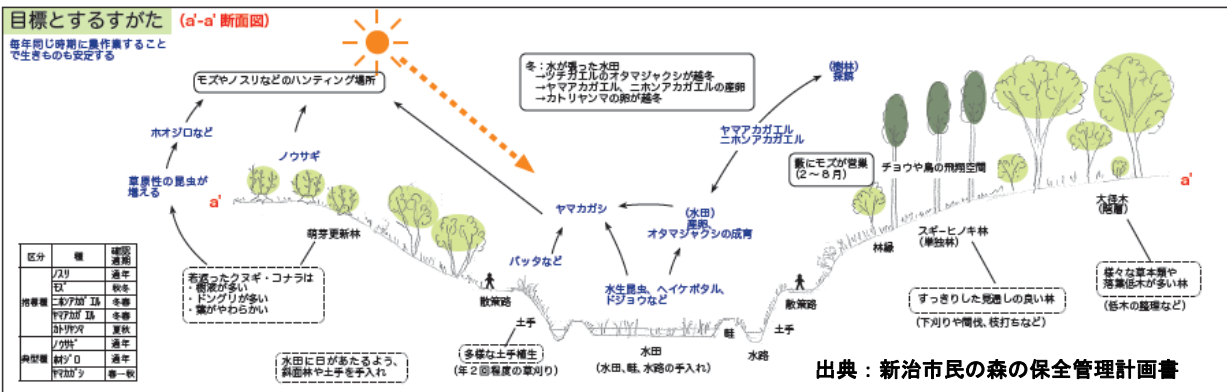 目標とするすがた (a'-a' 断面図)
毎年同じ時期に農作業すること
で生きものも安定する
モズやノスリなどのハンティング場所
冬：水が張った水田
→ツチガエルのオタマジャクシが越冬
→ヤマアカガエル、ニホンアカガエルの産卵
→カトリヤンマの卵が越冬
(樹林)
採餌
ホオジロなど
ノウサギ
草原性の昆虫が
増える
ヤマアカガエル
ニホンアカガエル
藪にモズが営巣
(2～8月)
チョウや鳥の飛翔空間
a'
a'
萌芽更新林
ヤマカガシ
(水田)
産卵、
オタマジャクシの成育
林縁
スギーヒノキ林
(単独林)
大径木
(階層)
若返ったクヌギ・コナラは
・樹液が多い
・ドングリが多い
・葉がやわらかい
バッタなど
水生昆虫、ヘイケボタル、
ドジョウなど
散策路
散策路
すっきりした見通しの良い林
(下刈りや間伐、枝打ちなど)
様々な草本類や
落葉低木が多い林
(低木の整理など)
土手
土手
畦
水路
水田
(水田、畦、水路の手入れ)
多様な土手植生
(年２回程度の草刈り)
水田に日があたるよう、
斜面林や土手を手入れ
区分 種 確認適期
指標種
ノスリ 通年
モズ 秋冬
ニホンアカガエル 冬春
ヤマアカガエル 冬春
カトリヤンマ 夏秋
典型種
ノウサギ 通年
ホオジロ 通年
ヤマカガシ 春ー秋
出典：新治市民の森の保全管理計画書